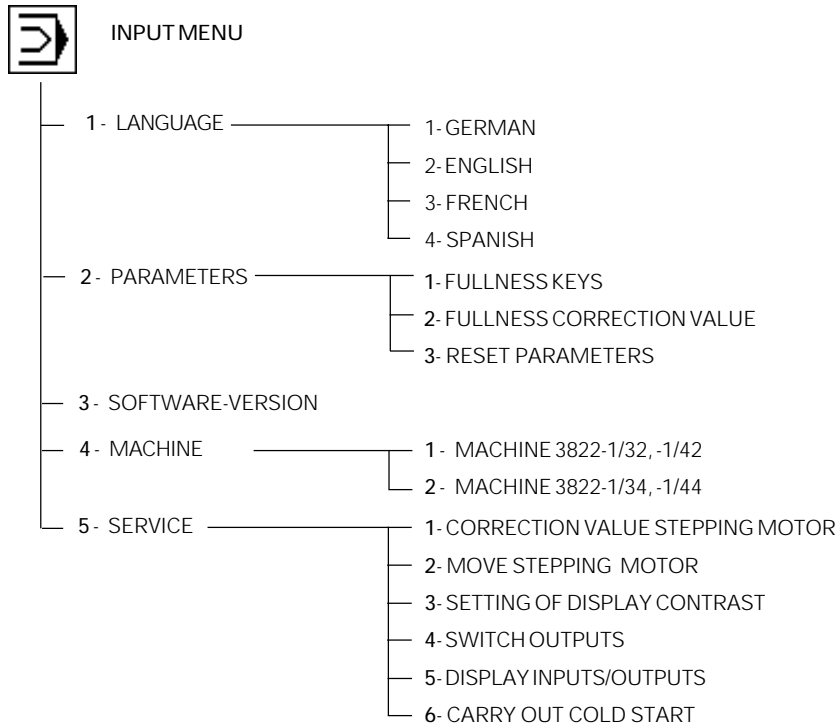 INPUT MENU
1 - LANGUAGE
1- GERMAN
2- ENGLISH
3- FRENCH
4- SPANISH
2 - PARAMETERS
1- FULLNESS KEYS
2- FULLNESS CORRECTION VALUE
3- RESET PARAMETERS
3 - SOFTWARE-VERSION
4 - MACHINE
1 - MACHINE 3822-1/32, -1/42
2 - MACHINE 3822-1/34, -1/44
5 - SERVICE
1- CORRECTION VALUE STEPPING MOTOR
2- MOVE STEPPING MOTOR
3- SETTING OF DISPLAY CONTRAST
4- SWITCH OUTPUTS
5- DISPLAY INPUTS/OUTPUTS
6- CARRY OUT COLD START